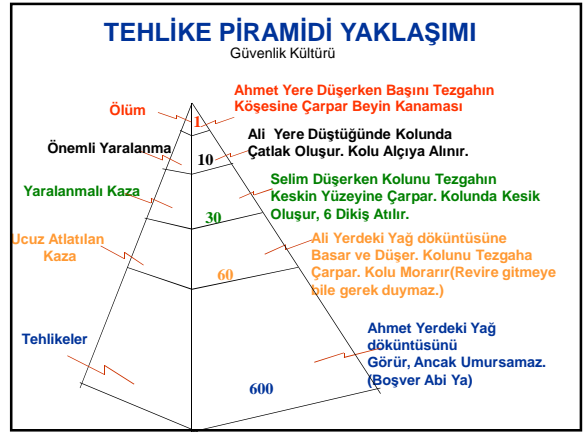 TEHLİKE PİRAMİDİ YAKLAŞIMI
Güvenlik Kültürü
Ölüm
1
Ahmet Yere Düşerken Başını Tezgahın
Köşesine Çarpar Beyin Kanaması
Önemli Yaralanma
10
Ali Yere Düştüğünde Kolunda
Çatlak Oluşur. Kolu Alçıya Alınır.
Yaralanmalı Kaza
30
Selim Düşerken Kolunu Tezgahın
Keskin Yüzeyine Çarpar. Kolunda Kesik
Oluşur, 6 Dikiş Atılır.
Ucuz Atlatılan
Kaza
60
Ali Yerdeki Yağ döküntüsüne
Basar ve Düşer. Kolunu Tezgaha
Çarpar. Kolu Morarır(Revire gitmeye
bile gerek duymaz.)
Tehlikeler
600
Ahmet Yerdeki Yağ
döküntüsünü
Görür, Ancak Umursamaz.
(Boşver Abi Ya)